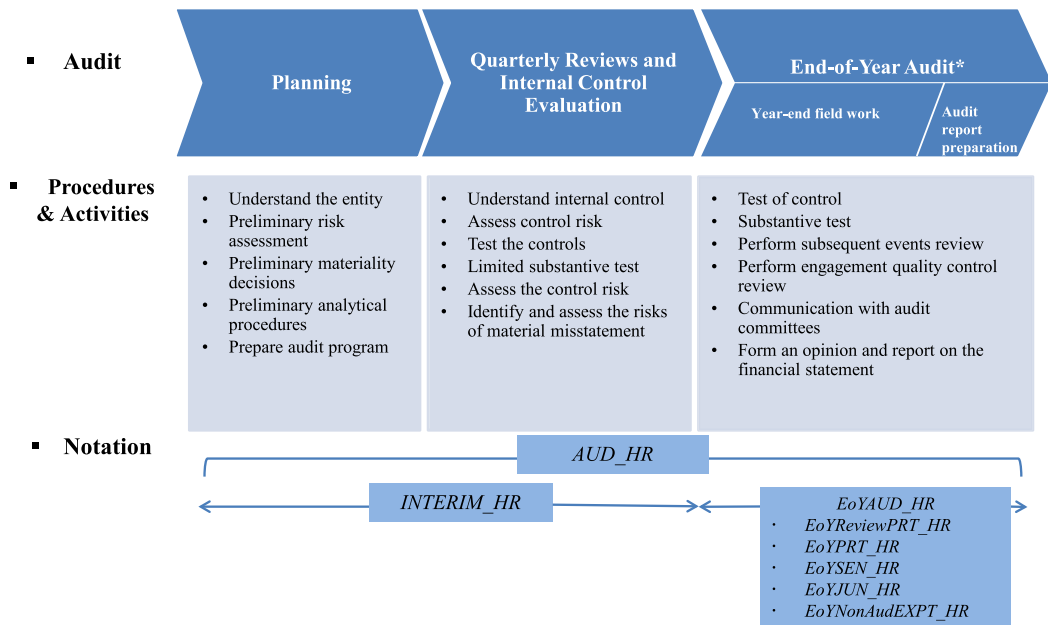 ▪ Audit
Planning
Quarterly Reviews and
Internal Control
Evaluation
End-of-Year Audit*
Year-end field work
Audit
report
preparation
▪ Procedures
& Activities
• Understand the entity
• Preliminary risk
assessment
• Preliminary materiality
decisions
• Preliminary analytical
procedures
• Prepare audit program
• Understand internal control
• Assess control risk
• Test the controls
• Limited substantive test
• Assess the control risk
• Identify and assess the risks
of material misstatement
• Test of control
• Substantive test
• Perform subsequent events review
• Perform engagement quality control
review
• Communication with audit
committees
• Form an opinion and report on the
financial statement
▪ Notation
AUD_HR
INTERIM_HR
EoYAUD_HR
· EoYReviewPRT_HR
· EoYPRT_HR
· EoYSEN_HR
· EoYJUN_HR
· EoYNonAudEXPT_HR